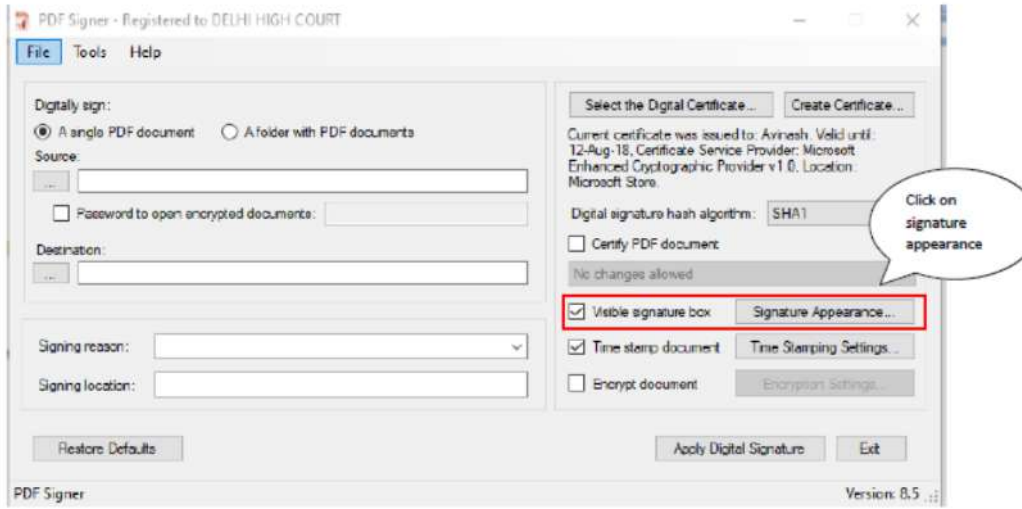 PDF Signer - Registered to DELHI HIGH COURT
File Tools Help
Digitally sign:
A single PDF document A folder with PDF documents
Source:
...
Password to open encrypted documents:
Destination:
...
Signing reason:
Signing location:
Select the Digital Certificate... Create Certificate...
Current certificate was issued to: Avinash. Valid until:
12-Aug-18, Certificate Service Provider: Microsoft
Enhanced Cryptographic Provider v1.0, Location:
Microsoft Store.
Digital signature hash algorithm: SHA1
Certify PDF document
No changes allowed
Visible signature box Signature Appearance...
Time stamp document Time Stamping Settings...
Encrypt document Encryption Settings...
Click on
signature
appearance
Restore Defaults Apply Digital Signature Exit
PDF Signer Version: 8.5